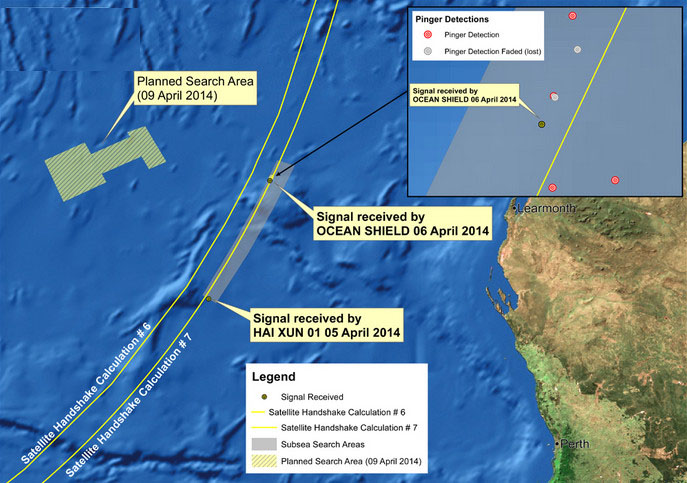 Pinger Detections
Pinger Detection
Pinger Detection Faded (lost)
Signal received by
OCEAN SHIELD 06 April 2014
Planned Search Area
(09 April 2014)
Learmonth
Signal received by
OCEAN SHIELD 06 April 2014
Signal received by
HAI XUN 01 05 April 2014
Satellite Handshake Calculation # 6
Satellite Handshake Calculation # 7
Legend
Signal Received
Satellite Handshake Calculation # 6
Satellite Handshake Calculation # 7
Subsea Search Areas
Planned Search Area (09 April 2014)
Perth